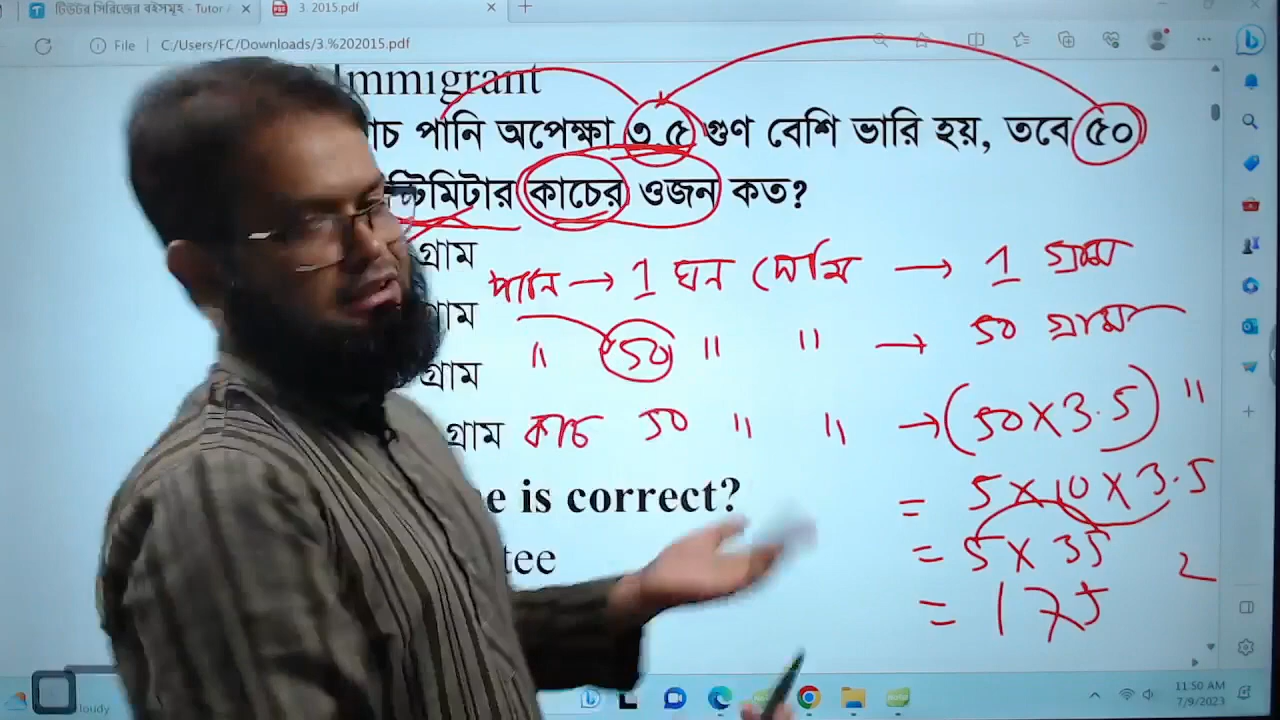 টিউটর সিরিজের বইসমূহ - Tutor
3. 2015.pdf
File C:/Users/FC/Downloads/3.%202015.pdf
Immigrant
চ পানি অপেক্ষা ৩.৫ গুণ বেশি ভারি হয়, তবে ৫০
ন্টিমিটার কাচের ওজন কত?
গ্রাম
পানি → 1 ঘন সেমি → 1 গ্রাম
গ্রাম
" 50 " " → 50 গ্রাম
গ্রাম
গ্রাম কাচ 50 " " → (50 X 3.5) "
= 5 X 10 X 3.5
e is correct?
= 5 X 35
tee
= 175
loudy
11:50 AM
7/9/2023